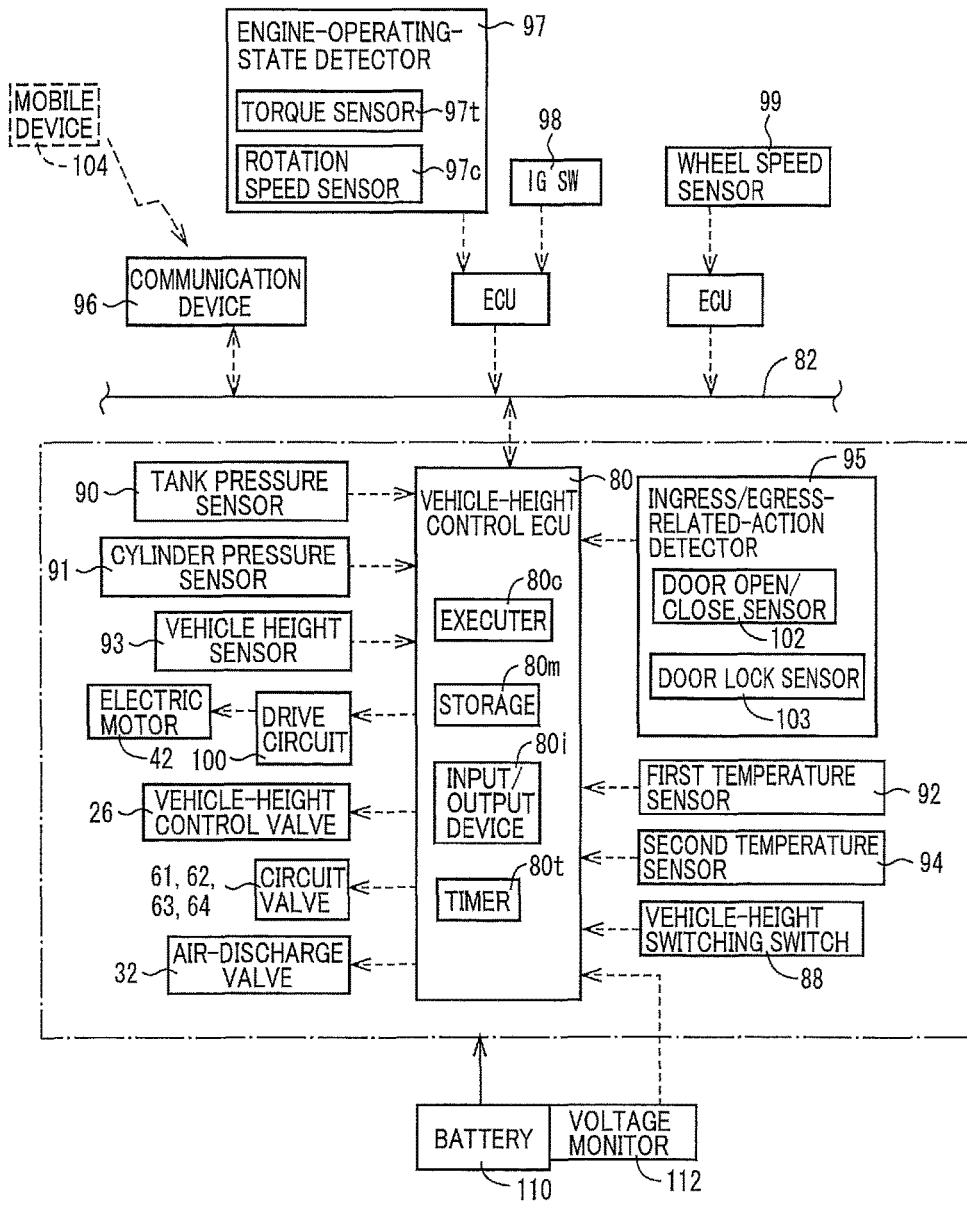 ENGINE-OPERATING-
STATE DETECTOR
97
TORQUE SENSOR
97t
ROTATION
SPEED SENSOR
97c
MOBILE
DEVICE
104
98
IG SW
99
WHEEL SPEED
SENSOR
COMMUNICATION
DEVICE
96
ECU
ECU
82
90
TANK PRESSURE
SENSOR
91
CYLINDER PRESSURE
SENSOR
93
VEHICLE HEIGHT
SENSOR
ELECTRIC
MOTOR
42
DRIVE
CIRCUIT
100
26
VEHICLE-HEIGHT
CONTROL VALVE
61, 62,
63, 64
CIRCUIT
VALVE
32
AIR-DISCHARGE
VALVE
80
VEHICLE-HEIGHT
CONTROL ECU
80c
EXECUTER
80m
STORAGE
80i
INPUT/
OUTPUT
DEVICE
80t
TIMER
95
INGRESS/EGRESS-
RELATED-ACTION
DETECTOR
DOOR OPEN/
CLOSE SENSOR
102
DOOR LOCK SENSOR
103
FIRST TEMPERATURE
SENSOR
92
SECOND TEMPERATURE
SENSOR
94
VEHICLE-HEIGHT
SWITCHING SWITCH
88
BATTERY
110
VOLTAGE
MONITOR
112